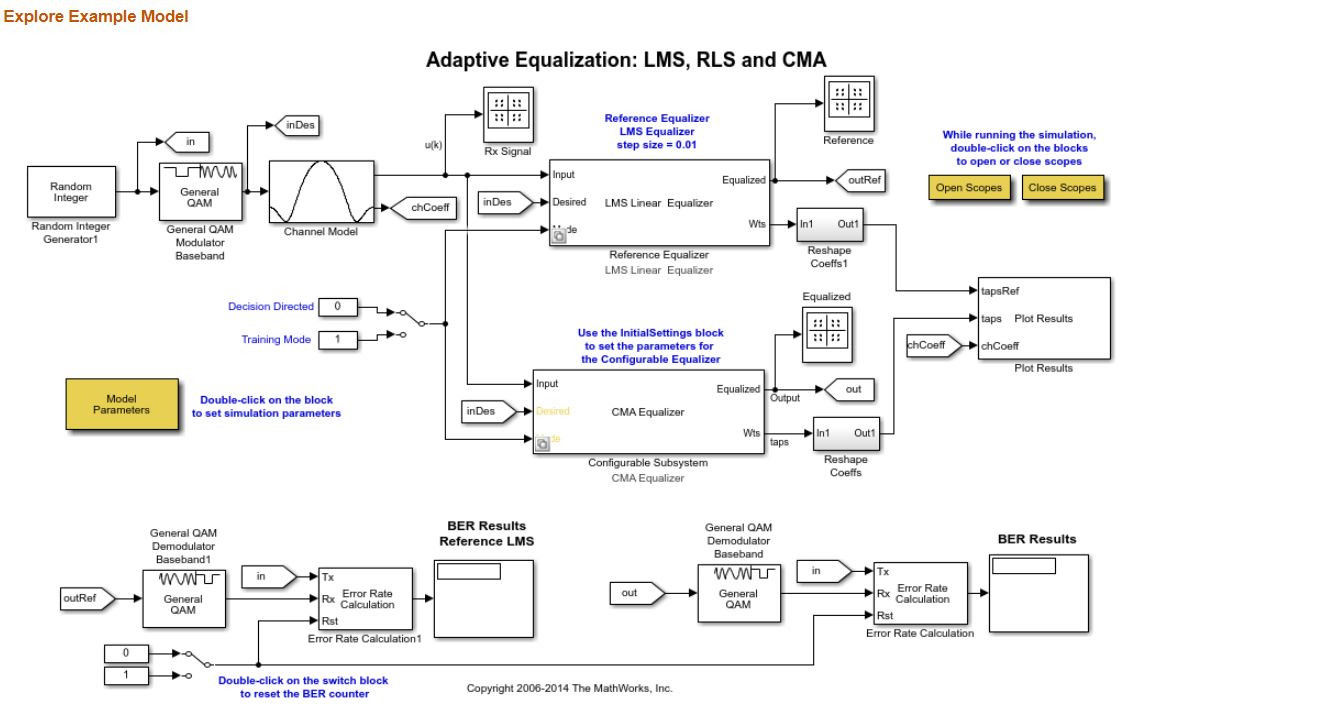 Explore Example Model
Adaptive Equalization: LMS, RLS and CMA
Random
Integer
Random Integer
Generator1
in
General
QAM
General QAM
Modulator
Baseband
inDes
Channel Model
chCoeff
u(k)
Rx Signal
Reference Equalizer
LMS Equalizer
step size = 0.01
inDes
Input
Desired
LMS Linear Equalizer
Equalized
Wts
Reference Equalizer
LMS Linear Equalizer
Reference
outRef
In1 Out1
Reshape
Coeffs1
While running the simulation,
double-click on the blocks
to open or close scopes
Open Scopes
Close Scopes
Decision Directed
0
Training Mode
1
Model
Parameters
Double-click on the block
to set simulation parameters
Use the InitialSettings block
to set the parameters for
the Configurable Equalizer
inDes
Input
Desired
CMA Equalizer
Equalized
Wts
Configurable Subsystem
CMA Equalizer
Equalized
Output
out
taps
In1 Out1
Reshape
Coeffs
chCoeff
tapsRef
taps
chCoeff
Plot Results
Plot Results
outRef
General QAM
Demodulator
Baseband1
General
QAM
in
Tx
Rx
Rst
Error Rate
Calculation
Error Rate Calculation1
BER Results
Reference LMS
0
1
Double-click on the switch block
to reset the BER counter
out
General QAM
Demodulator
Baseband
General
QAM
in
Tx
Rx
Rst
Error Rate
Calculation
Error Rate Calculation
BER Results
Copyright 2006-2014 The MathWorks, Inc.